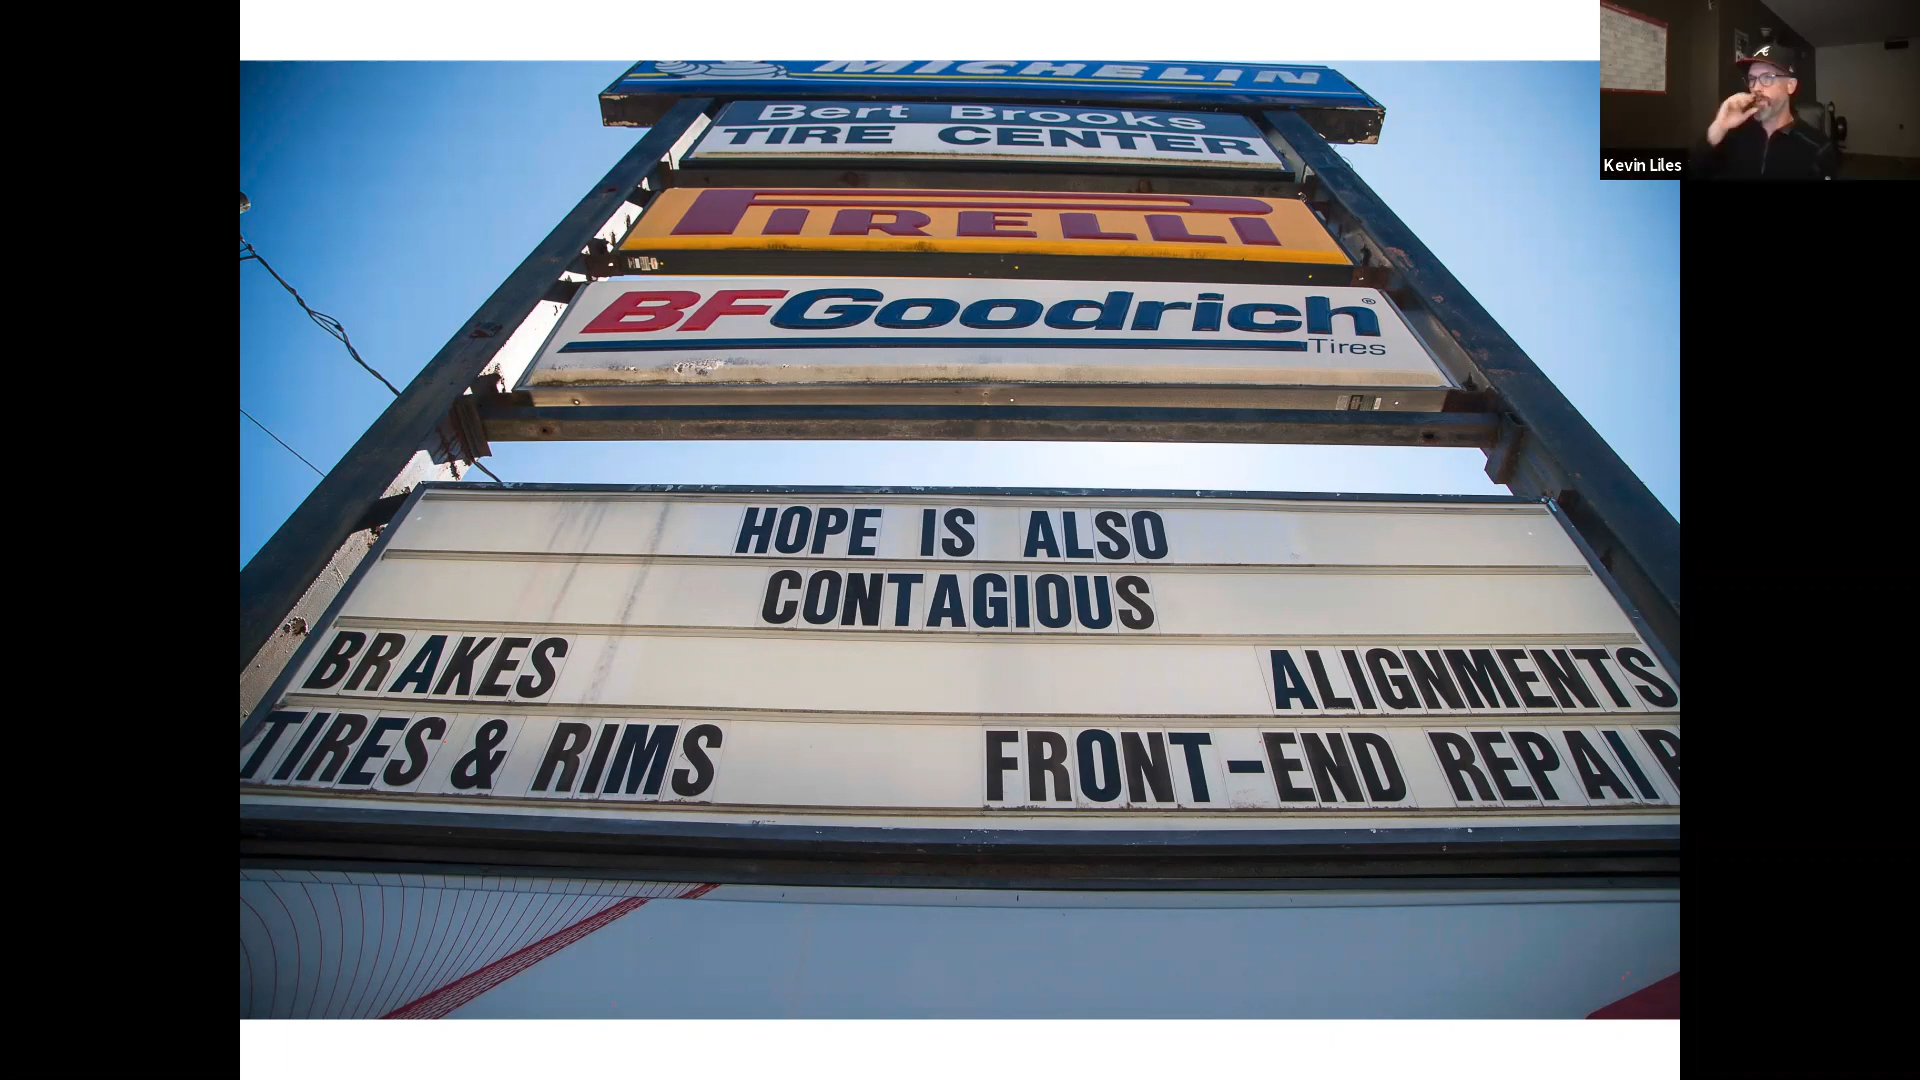 MICHELIN
Bert Brooks
TIRE CENTER
PIRELLI
BFGoodrich®
Tires
HOPE IS ALSO
CONTAGIOUS
BRAKES ALIGNMENTS
TIRES & RIMS FRONT-END REPAIR
Kevin Liles